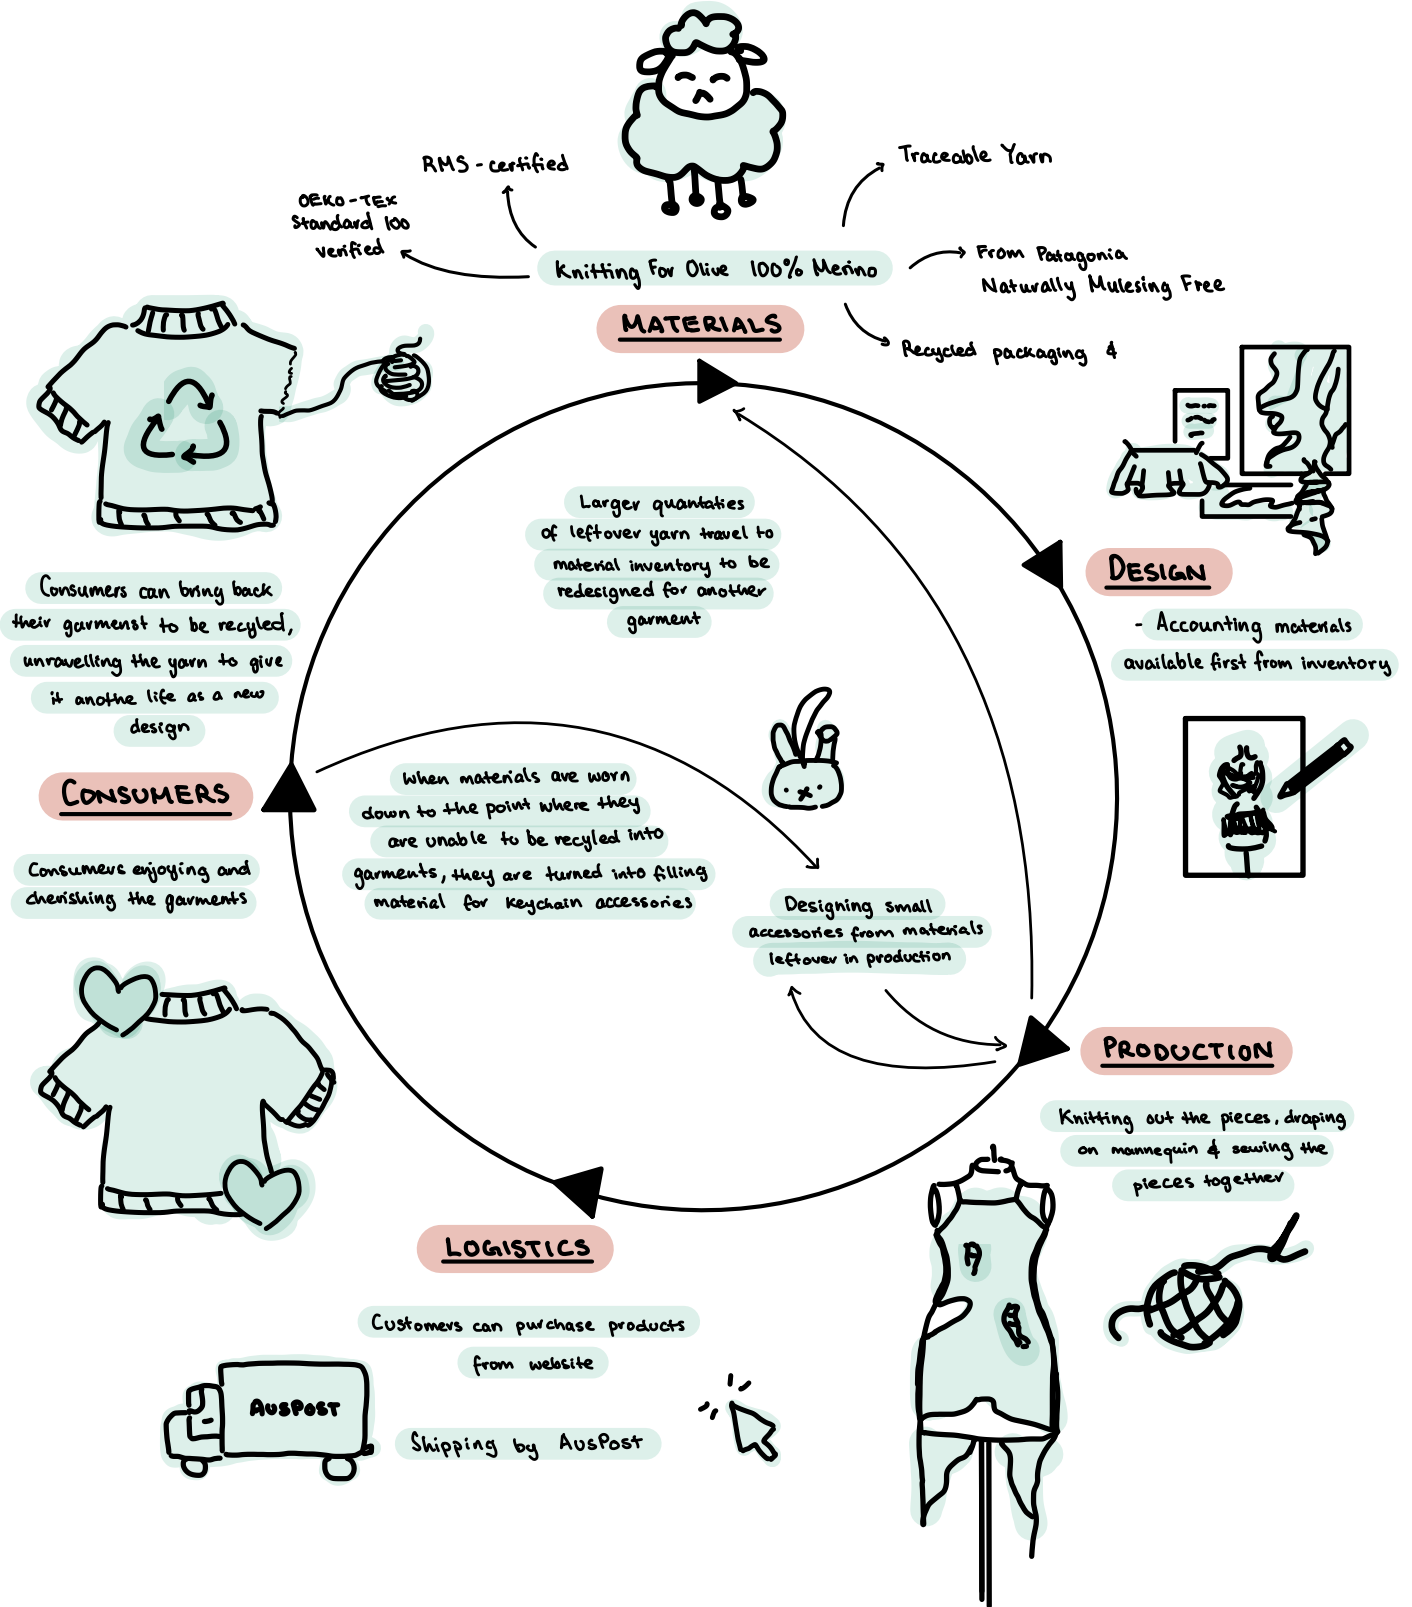 RMS-certified
Traceable Yarn
OEKO-TEX
Standard 100
verified
Knitting For Olive 100% Merino
From Patagonia
Naturally Mulesing Free
MATERIALS
Recycled packaging &
Larger quantaties
of leftover yarn travel to
material inventory to be
redesigned for another
garment
DESIGN
- Accounting materials
available first from inventory
Consumers can bring back
their garmenst to be recyled,
unravelling the yarn to give
it anothe life as a new
design
CONSUMERS
Consumers enjoying and
cherishing the garments
When materials are worn
down to the point where they
are unable to be recyled into
garments, they are turned into filling
material for keychain accessories
Designing small
accessories from materials
leftover in production
PRODUCTION
Knitting out the pieces, draping
on mannequin & sewing the
pieces together
A
LOGISTICS
Customers can purchase products
from website
AUSPOST
Shipping by AusPost